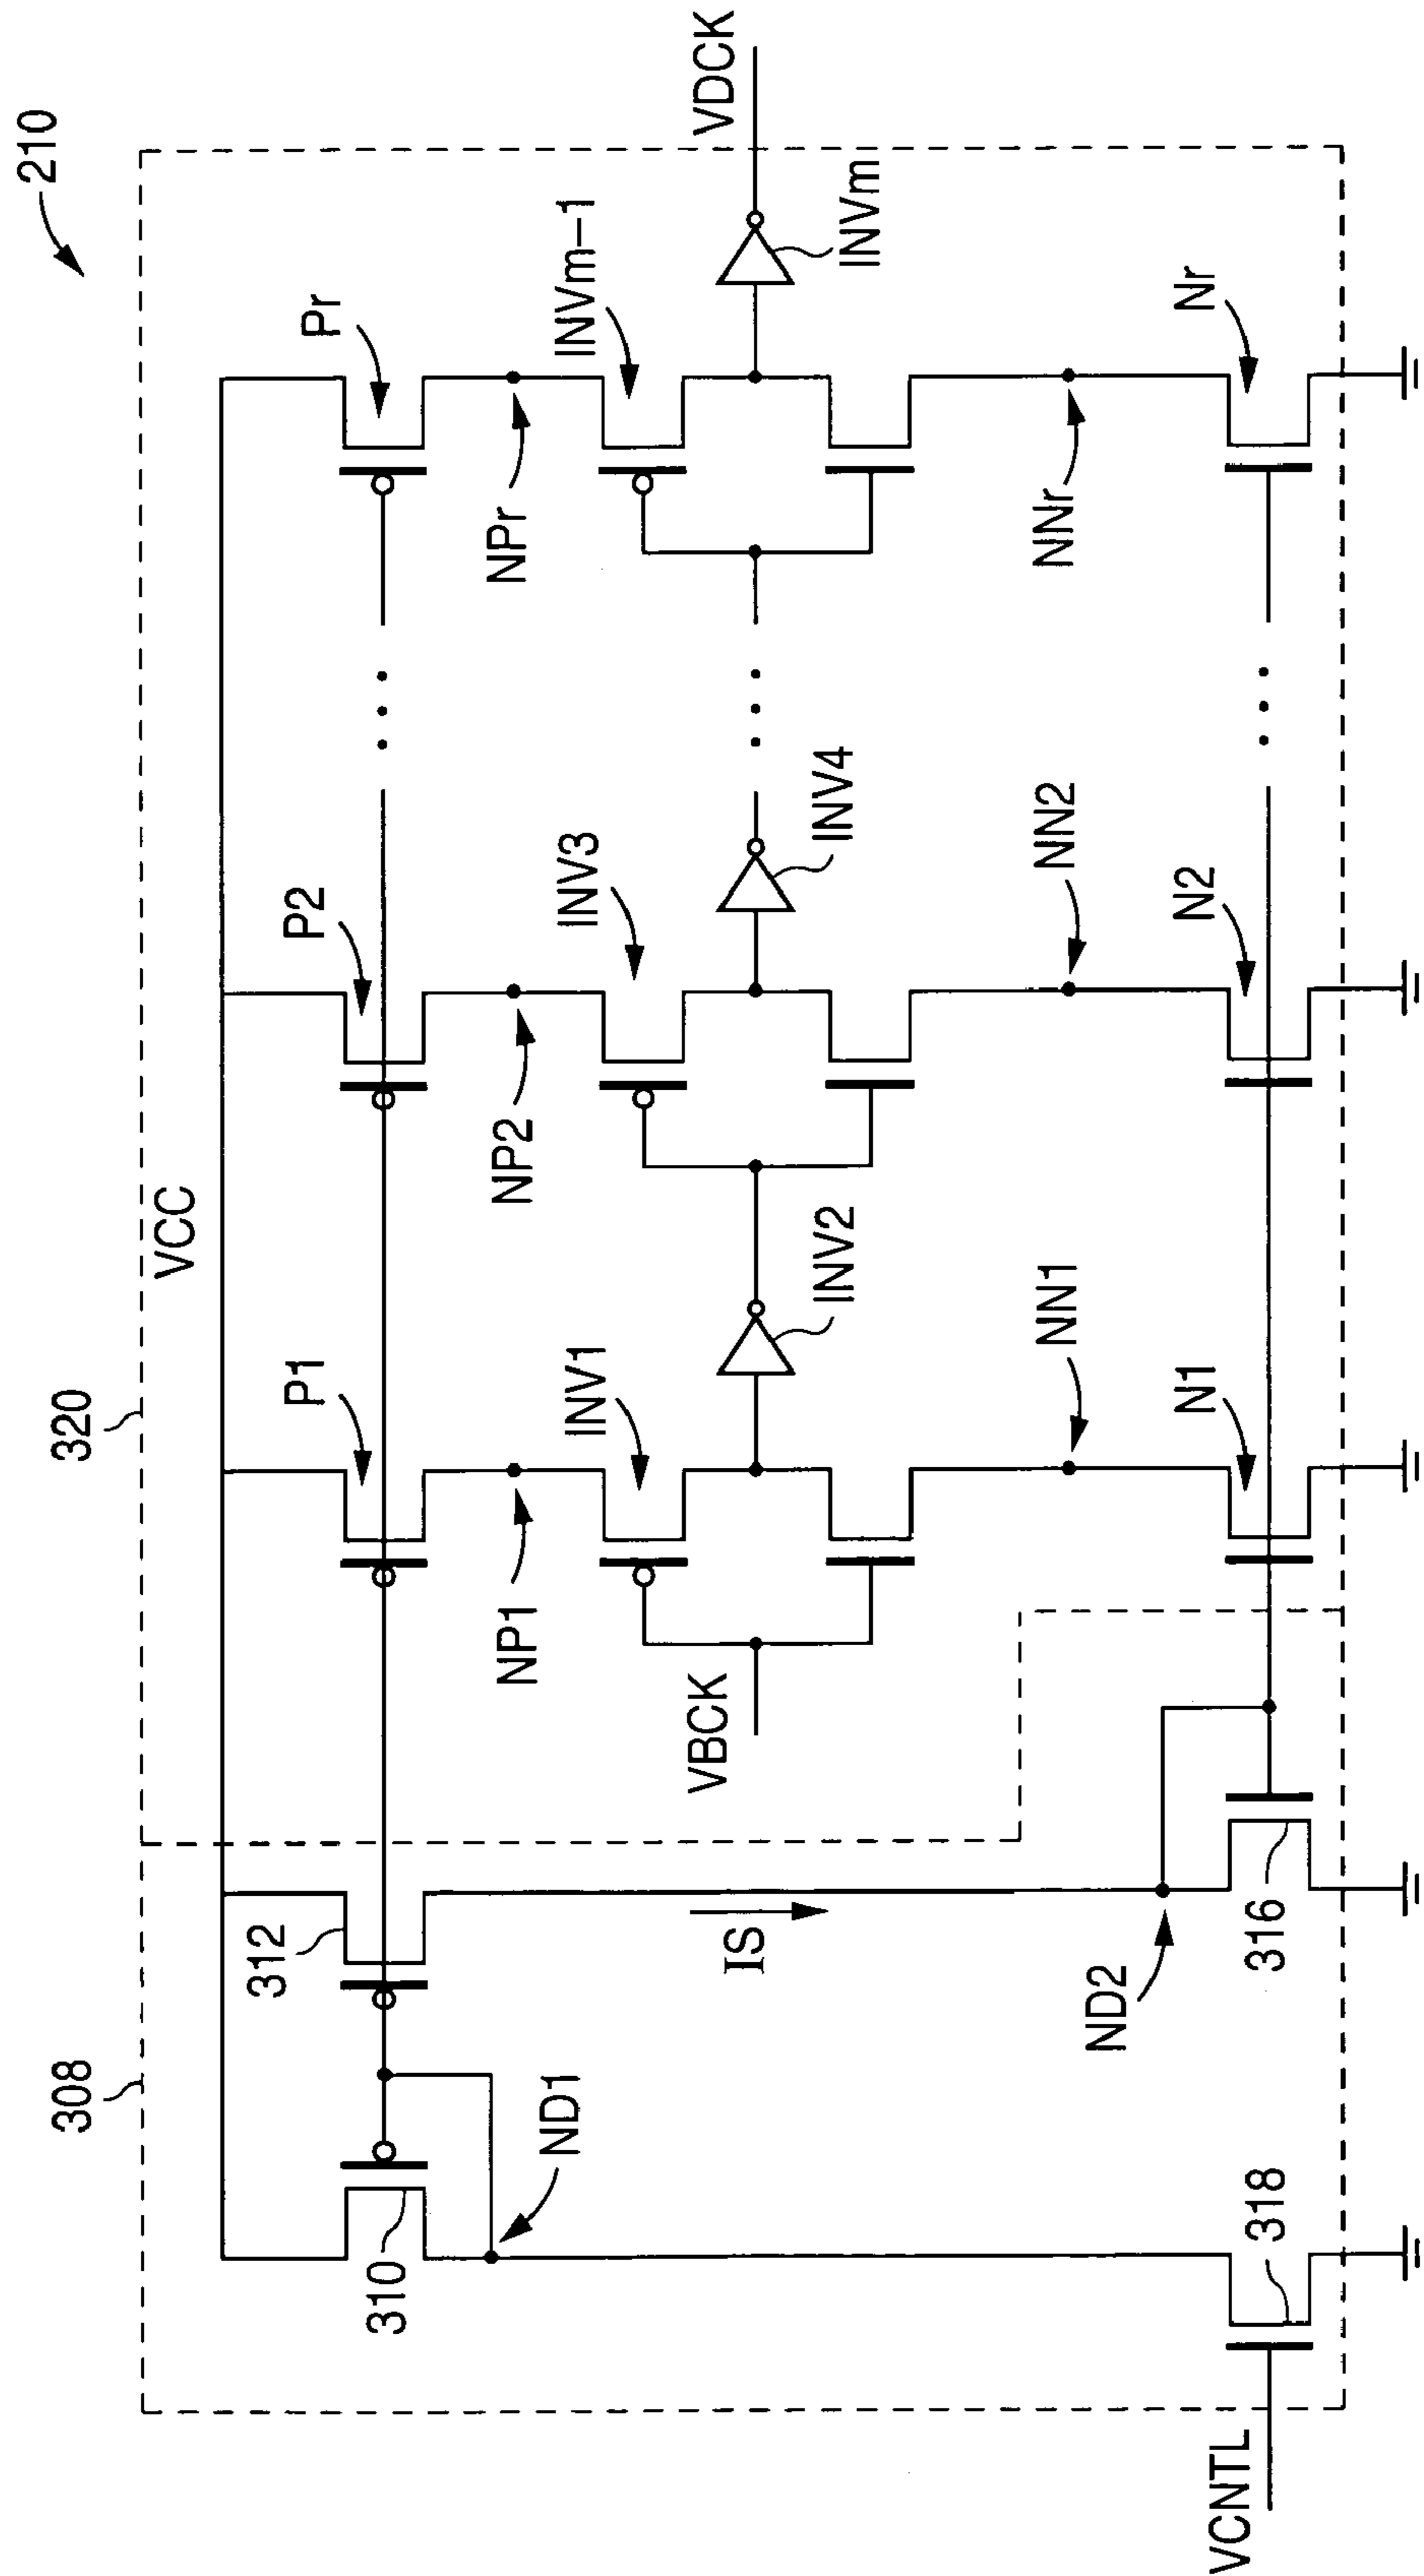 210
320
308
VCC
P1
P2
Pr
312
310
ND1
NP1
NP2
NPr
INV1
INV3
INVm-1
IS
VBCK
INV2
INV4
INVm
VDCK
NN1
NN2
NNr
ND2
N1
N2
Nr
316
318
VCNTL